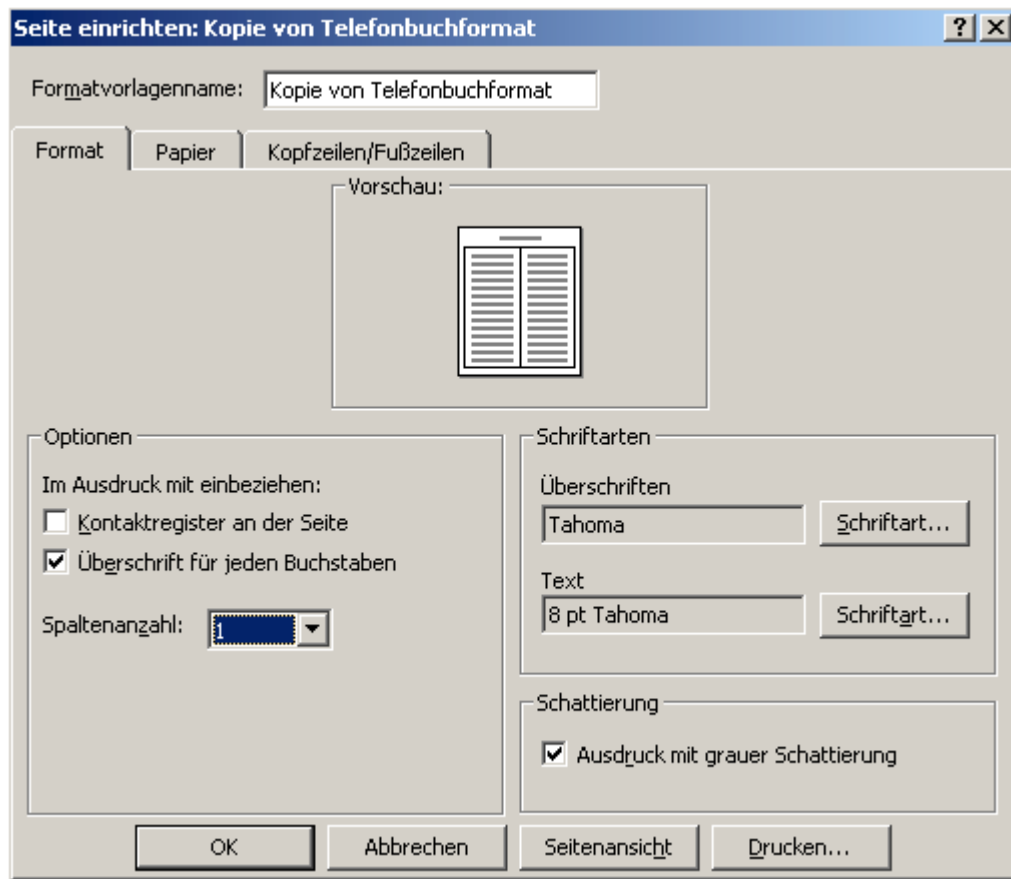 Seite einrichten: Kopie von Telefonbuchformat
Formatvorlagenname: Kopie von Telefonbuchformat
Format Papier Kopfzeilen/Fußzeilen
Vorschau:
Optionen
Im Ausdruck mit einbeziehen:
Kontaktregister an der Seite
Überschrift für jeden Buchstaben
Spaltenanzahl: 1
Schriftarten
Überschriften
Tahoma Schriftart...
Text
8 pt Tahoma Schriftart...
Schattierung
Ausdruck mit grauer Schattierung
OK Abbrechen Seitenansicht Drucken...